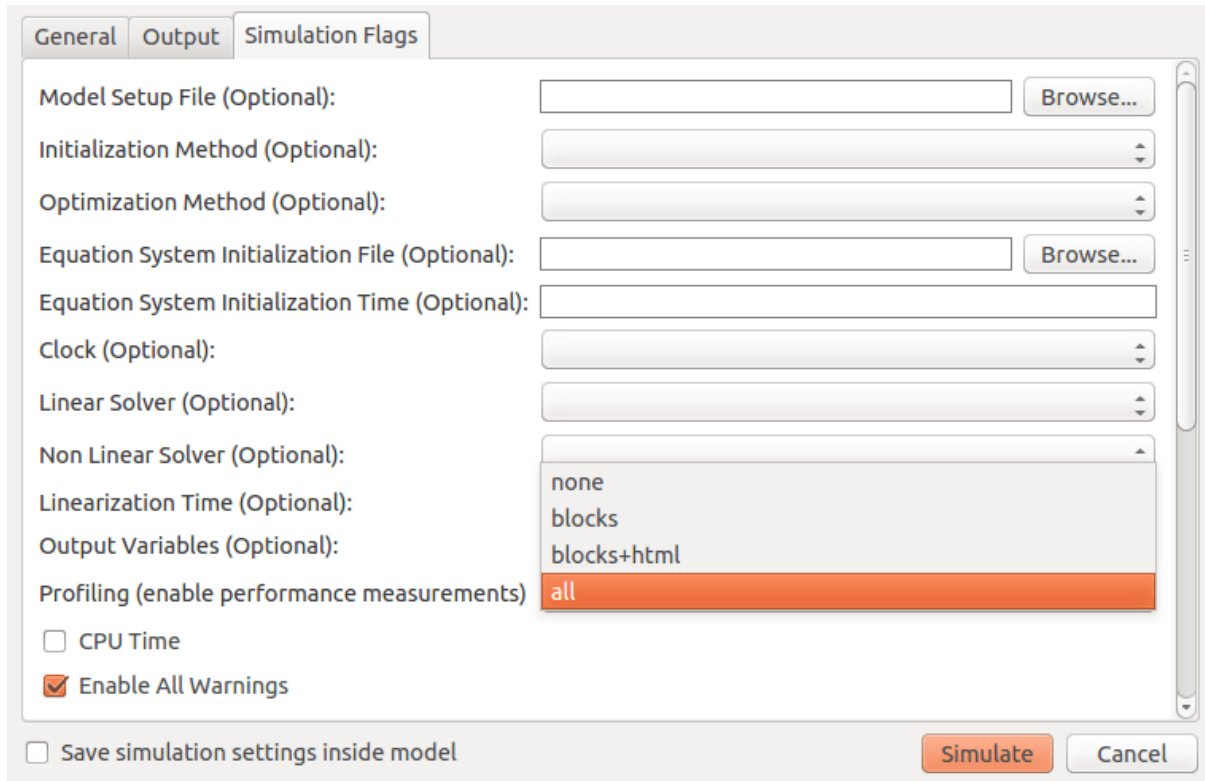 General Output Simulation Flags
Model Setup File (Optional): Browse...
Initialization Method (Optional):
Optimization Method (Optional):
Equation System Initialization File (Optional): Browse...
Equation System Initialization Time (Optional):
Clock (Optional):
Linear Solver (Optional):
Non Linear Solver (Optional):
none
Linearization Time (Optional):
blocks
Output Variables (Optional):
blocks+html
Profiling (enable performance measurements) all
CPU Time
Enable All Warnings
Save simulation settings inside model Simulate Cancel